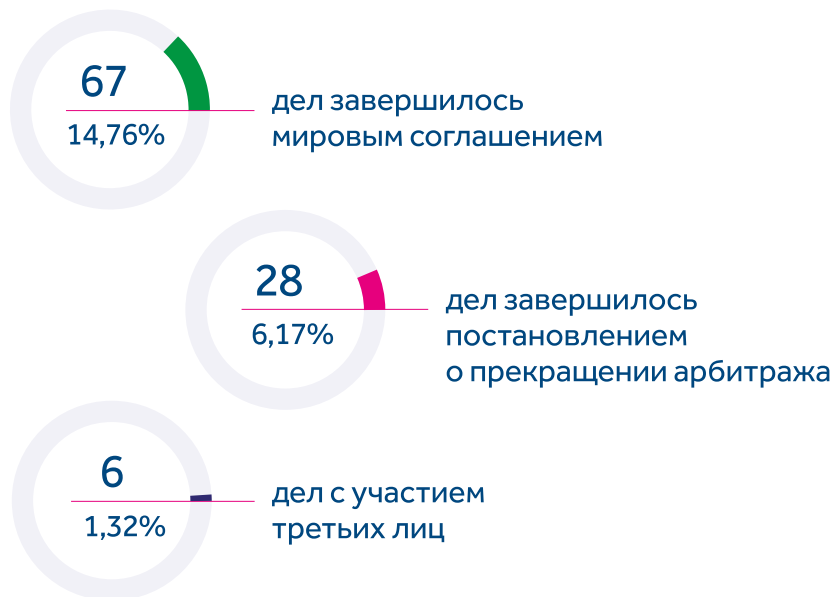 67
14,76%
дел завершилось
мировым соглашением
28
6,17%
дел завершилось
постановлением
о прекращении арбитража
6
1,32%
дел с участием
третьих лиц